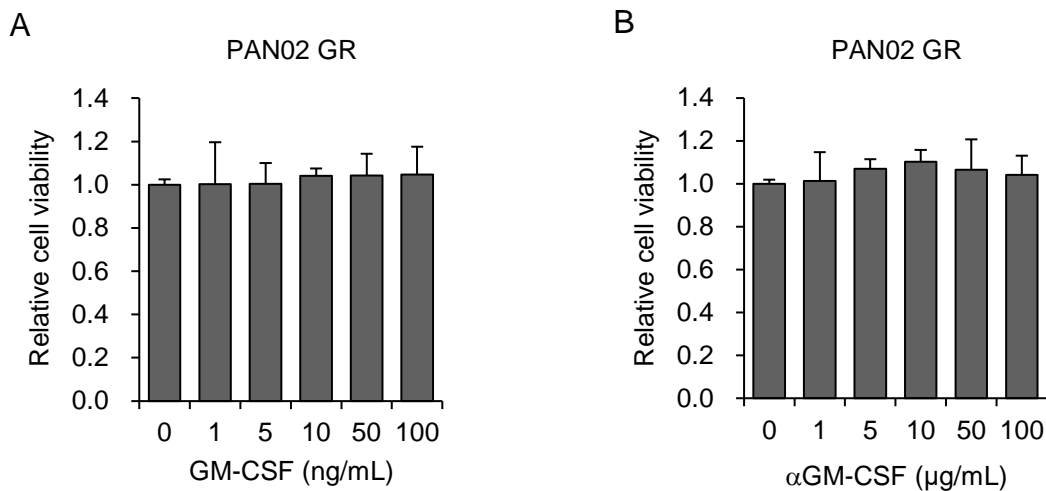 A
PAN02 GR
Relative cell viability
1.4
1.2
1.0
0.8
0.6
0.4
0.2
0.0
0 1 5 10 50 100
GM-CSF (ng/mL)
B
PAN02 GR
Relative cell viability
1.4
1.2
1.0
0.8
0.6
0.4
0.2
0.0
0 1 5 10 50 100
αGM-CSF (µg/mL)